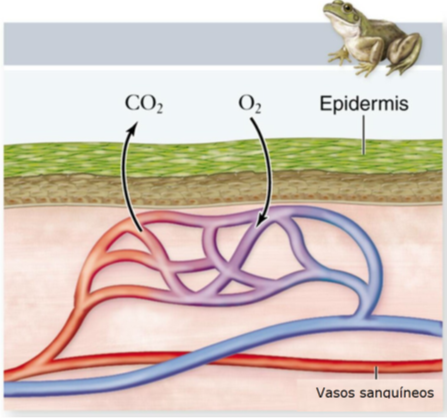 CO₂ O₂ Epidermis
Vasos sanguíneos